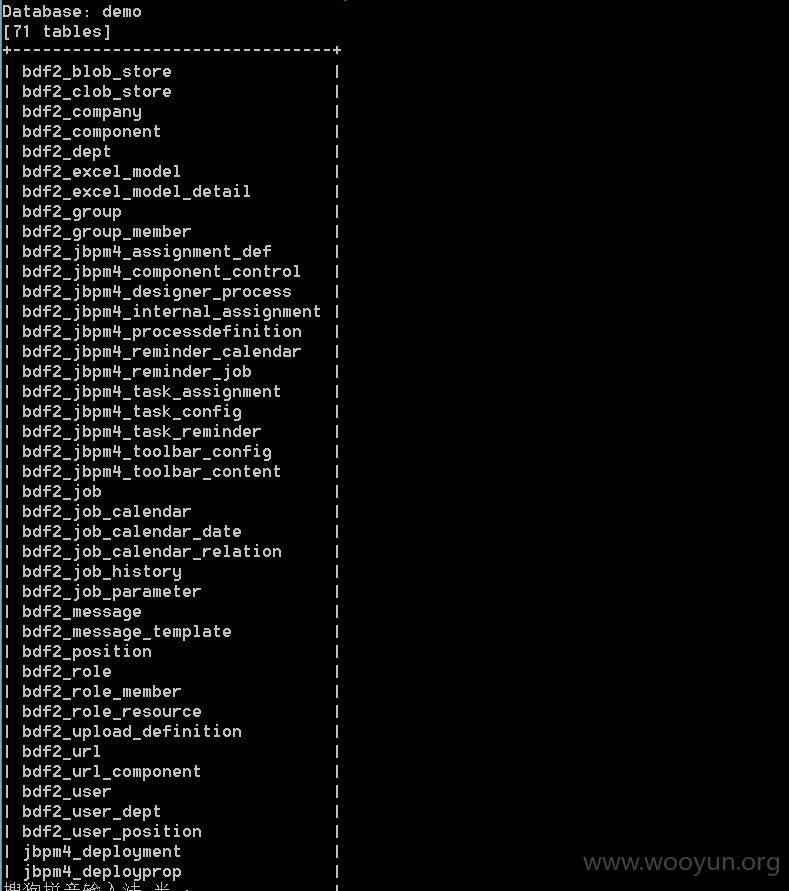 Database: demo
[71 tables]
+--------------------------------+
| bdf2_blob_store |
| bdf2_clob_store |
| bdf2_company |
| bdf2_component |
| bdf2_dept |
| bdf2_excel_model |
| bdf2_excel_model_detail |
| bdf2_group |
| bdf2_group_member |
| bdf2_jbpm4_assignment_def |
| bdf2_jbpm4_component_control |
| bdf2_jbpm4_designer_process |
| bdf2_jbpm4_internal_assignment |
| bdf2_jbpm4_processdefinition |
| bdf2_jbpm4_reminder_calendar |
| bdf2_jbpm4_reminder_job |
| bdf2_jbpm4_task_assignment |
| bdf2_jbpm4_task_config |
| bdf2_jbpm4_task_reminder |
| bdf2_jbpm4_toolbar_config |
| bdf2_jbpm4_toolbar_content |
| bdf2_job |
| bdf2_job_calendar |
| bdf2_job_calendar_date |
| bdf2_job_calendar_relation |
| bdf2_job_history |
| bdf2_job_parameter |
| bdf2_message |
| bdf2_message_template |
| bdf2_position |
| bdf2_role |
| bdf2_role_member |
| bdf2_role_resource |
| bdf2_upload_definition |
| bdf2_url |
| bdf2_url_component |
| bdf2_user |
| bdf2_user_dept |
| bdf2_user_position |
| jbpm4_deployment |
| jbpm4_deployprop |
搜狗拼音输入法 半 :
www.wooyun.org